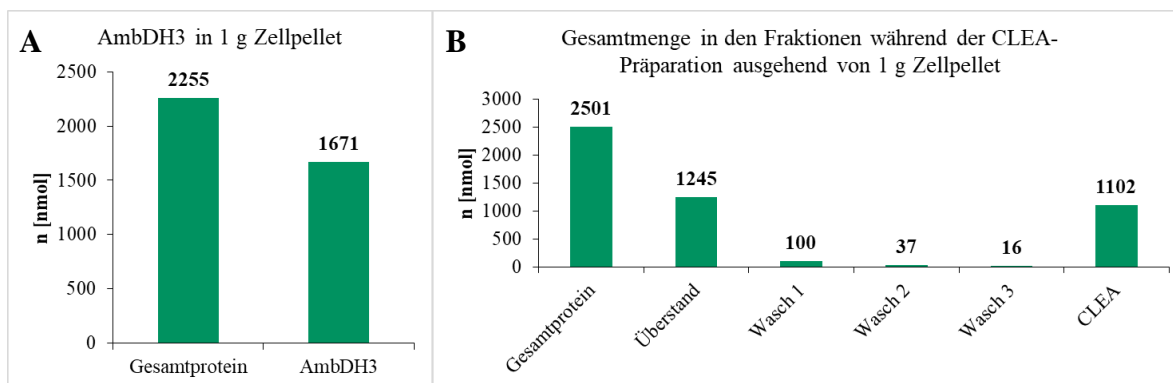 A
AmbDH3 in 1 g Zellpellet
n [nmol]
2500
2000
1500
1000
500
0
2255
1671
Gesamtprotein
AmbDH3
B
Gesamtmenge in den Fraktionen während der CLEA-
Präparation ausgehend von 1 g Zellpellet
n [nmol]
3000
2500
2000
1500
1000
500
0
2501
1245
100
37
16
1102
Gesamtprotein
Überstand
Wasch 1
Wasch 2
Wasch 3
CLEA